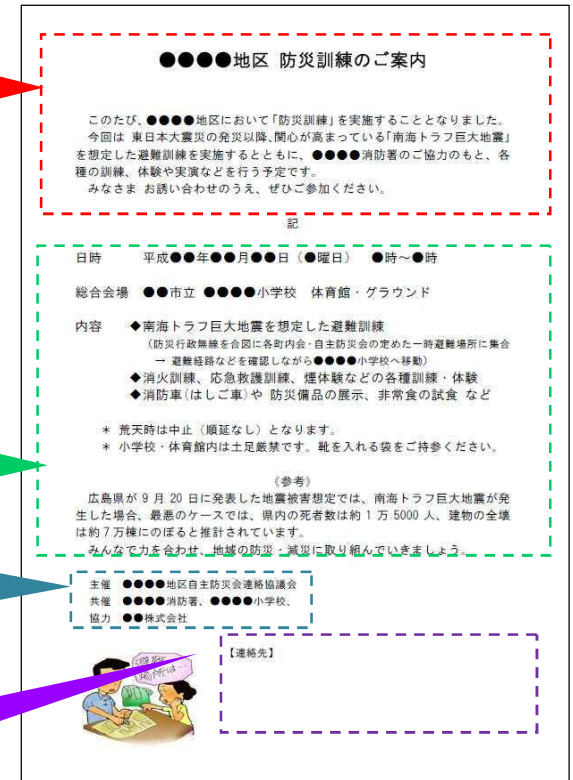 ●●●●地区 防災訓練のご案内
このたび、●●●●地区において「防災訓練」を実施することとなりました。
今回は 東日本大震災の発災以降、関心が高まっている「南海トラフ巨大地震」
を想定した避難訓練を実施するとともに、●●●●消防署のご協力のもと、各
種の訓練、体験や実演などを行う予定です。
みなさま お誘い合わせのうえ、ぜひご参加ください。
記
日時 平成●●年●●月●●日（●曜日） ●時～●時
総合会場 ●●市立 ●●●●小学校 体育館・グラウンド
内容 ◆南海トラフ巨大地震を想定した避難訓練
（防災行政無線を合図に各町内会・自主防災会の定めた一時避難場所に集合
→ 避難経路などを確認しながら●●●●小学校へ移動）
◆消火訓練、応急救護訓練、煙体験などの各種訓練・体験
◆消防車（はしご車）や 防災備品の展示、非常食の試食 など
＊ 荒天時は中止（順延なし）となります。
＊ 小学校・体育館内は土足厳禁です。靴を入れる袋をご持参ください。
《参考》
広島県が 9 月 20 日に発表した地震被害想定では、南海トラフ巨大地震が発
生した場合、最悪のケースでは、県内の死者数は約 1 万 5000 人、建物の全壊
は約７万棟にのぼると推計されています。
みんなで力を合わせ、地域の防災・減災に取り組んでいきましょう。
主催 ●●●●地区自主防災会連絡協議会
共催 ●●●●消防署、●●●●小学校、
協力 ●●株式会社
避難
場所は…
【連絡先】